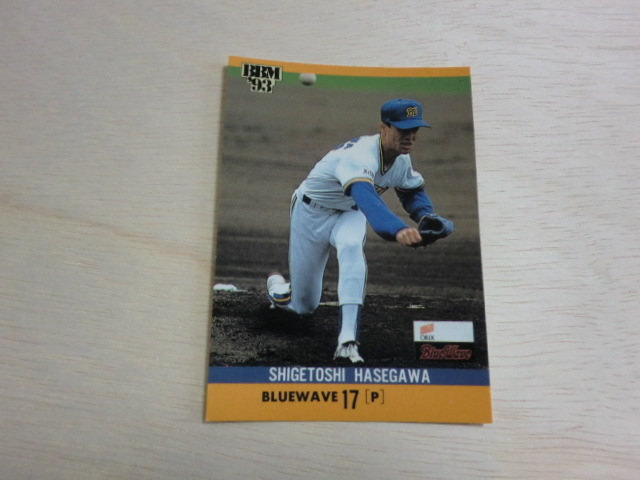 BBM
'93
ORIX
BlueWave
SHIGETOSHI HASEGAWA
BLUEWAVE 17 [P]